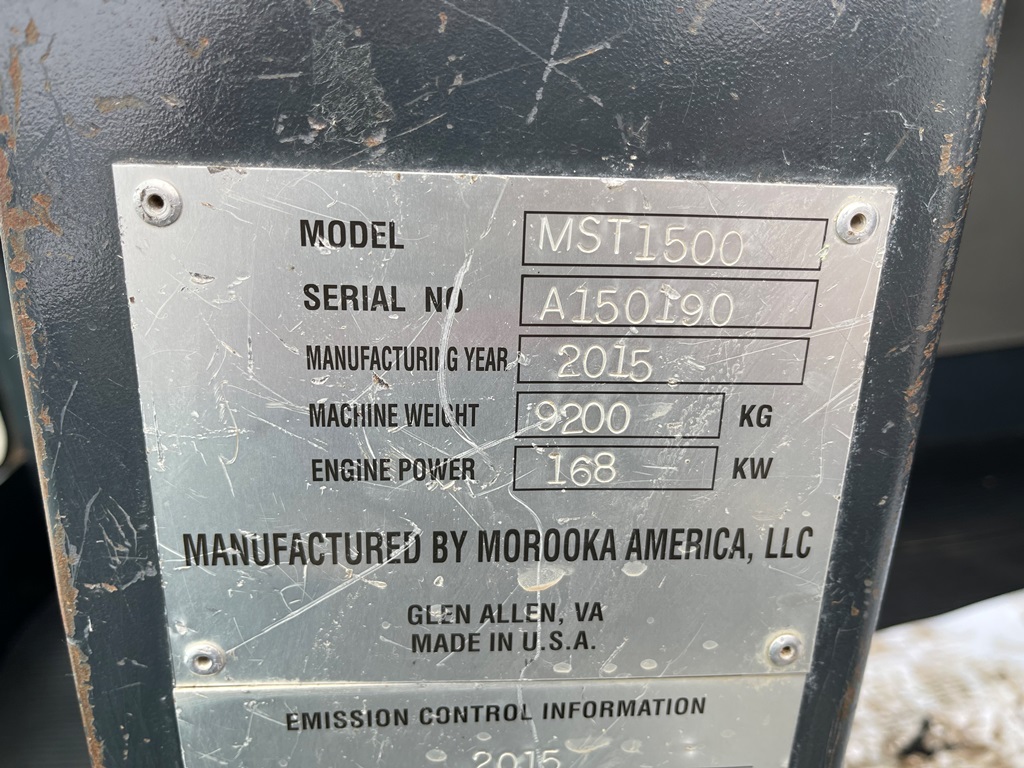 MODEL MST1500
SERIAL NO A150190
MANUFACTURING YEAR 2015
MACHINE WEIGHT 9200 KG
ENGINE POWER 168 KW
MANUFACTURED BY MOROOKA AMERICA, LLC
GLEN ALLEN, VA
MADE IN U.S.A.
EMISSION CONTROL INFORMATION
2015